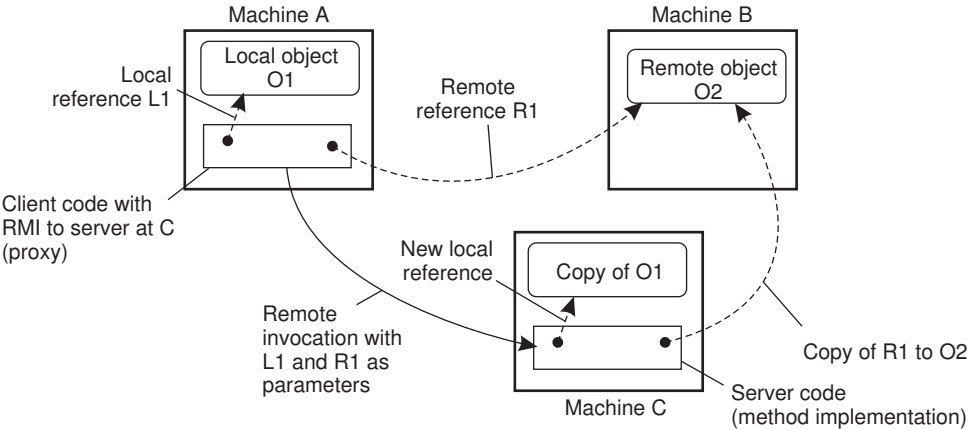 Machine A
Machine B
Local object
O1
Remote object
O2
Local
reference L1
Remote
reference R1
Client code with
RMI to server at C
(proxy)
New local
reference
Copy of O1
Remote
invocation with
L1 and R1 as
parameters
Copy of R1 to O2
Server code
(method implementation)
Machine C